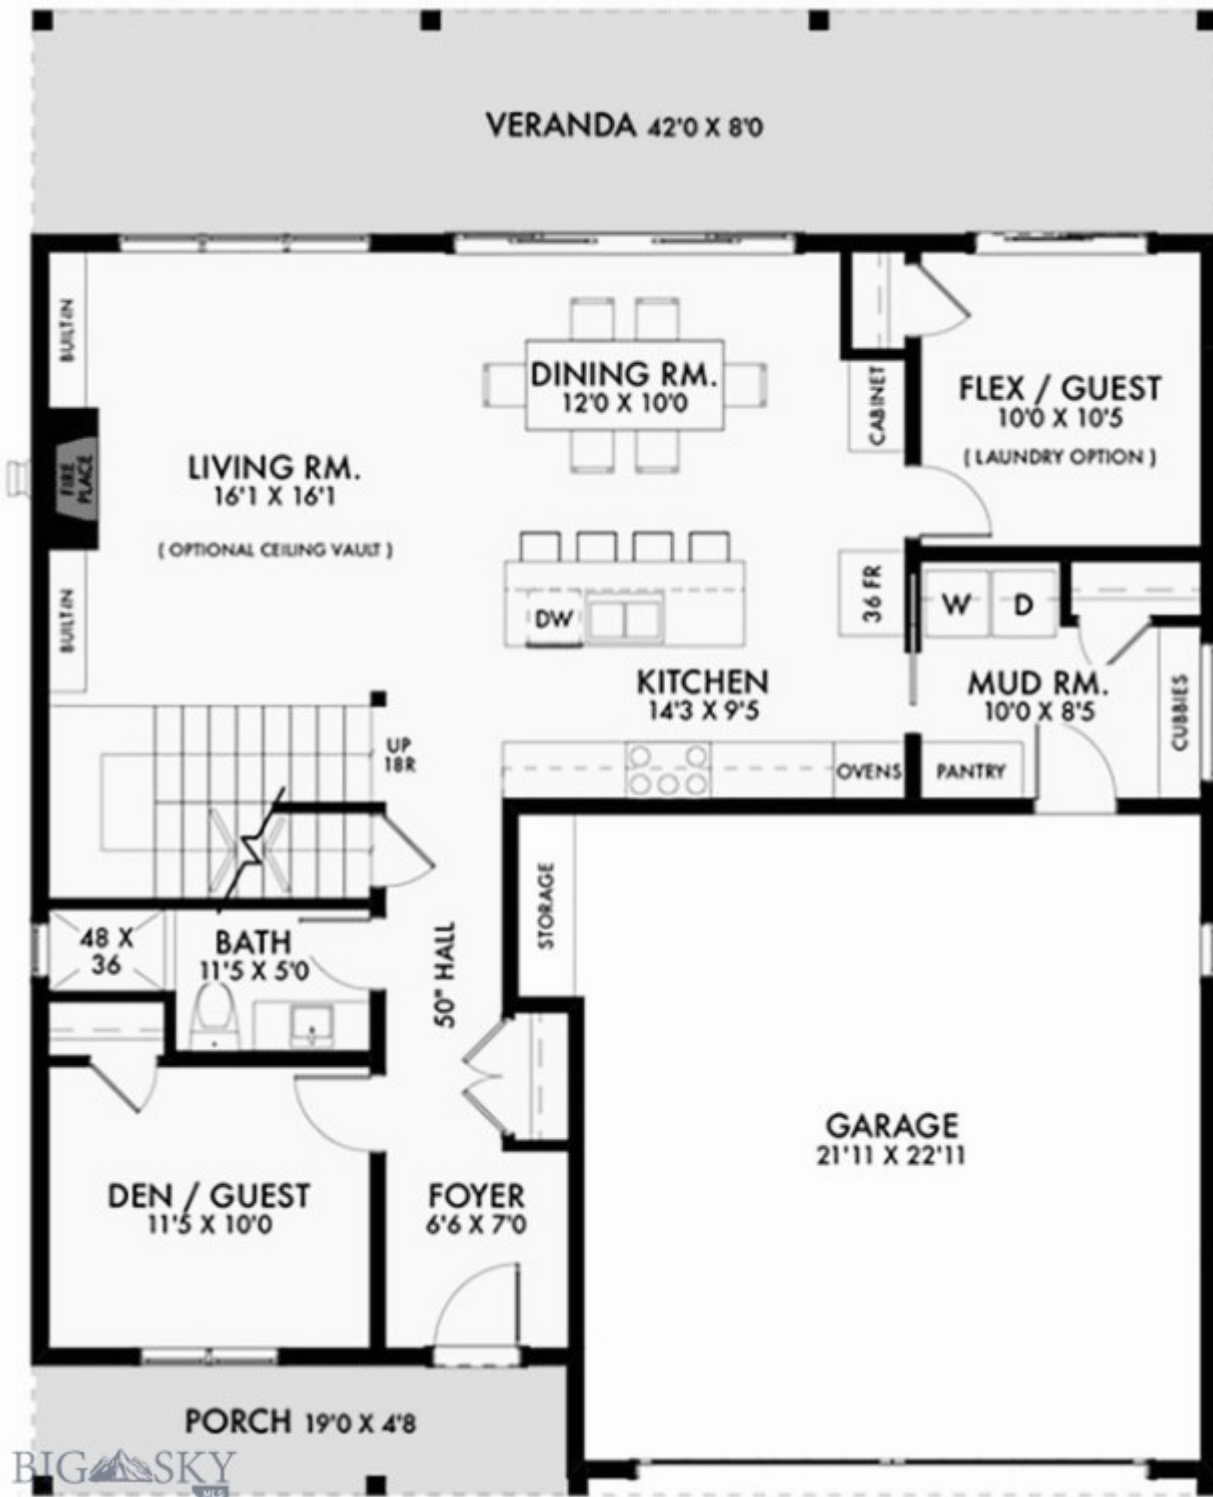 VERANDA 42'0 X 8'0
BUILT-IN
DINING RM.
12'0 X 10'0
CABINET
FLEX / GUEST
10'0 X 10'5
( LAUNDRY OPTION )
FIRE
PLACE
LIVING RM.
16'1 X 16'1
( OPTIONAL CEILING VAULT )
BUILT-IN
DW
36 FR
W
D
KITCHEN
14'3 X 9'5
MUD RM.
10'0 X 8'5
CUBBIES
UP
18R
OVENS
PANTRY
STORAGE
48 X
36
BATH
11'5 X 5'0
50" HALL
GARAGE
21'11 X 22'11
DEN / GUEST
11'5 X 10'0
FOYER
6'6 X 7'0
PORCH 19'0 X 4'8
BIG SKY
MLS